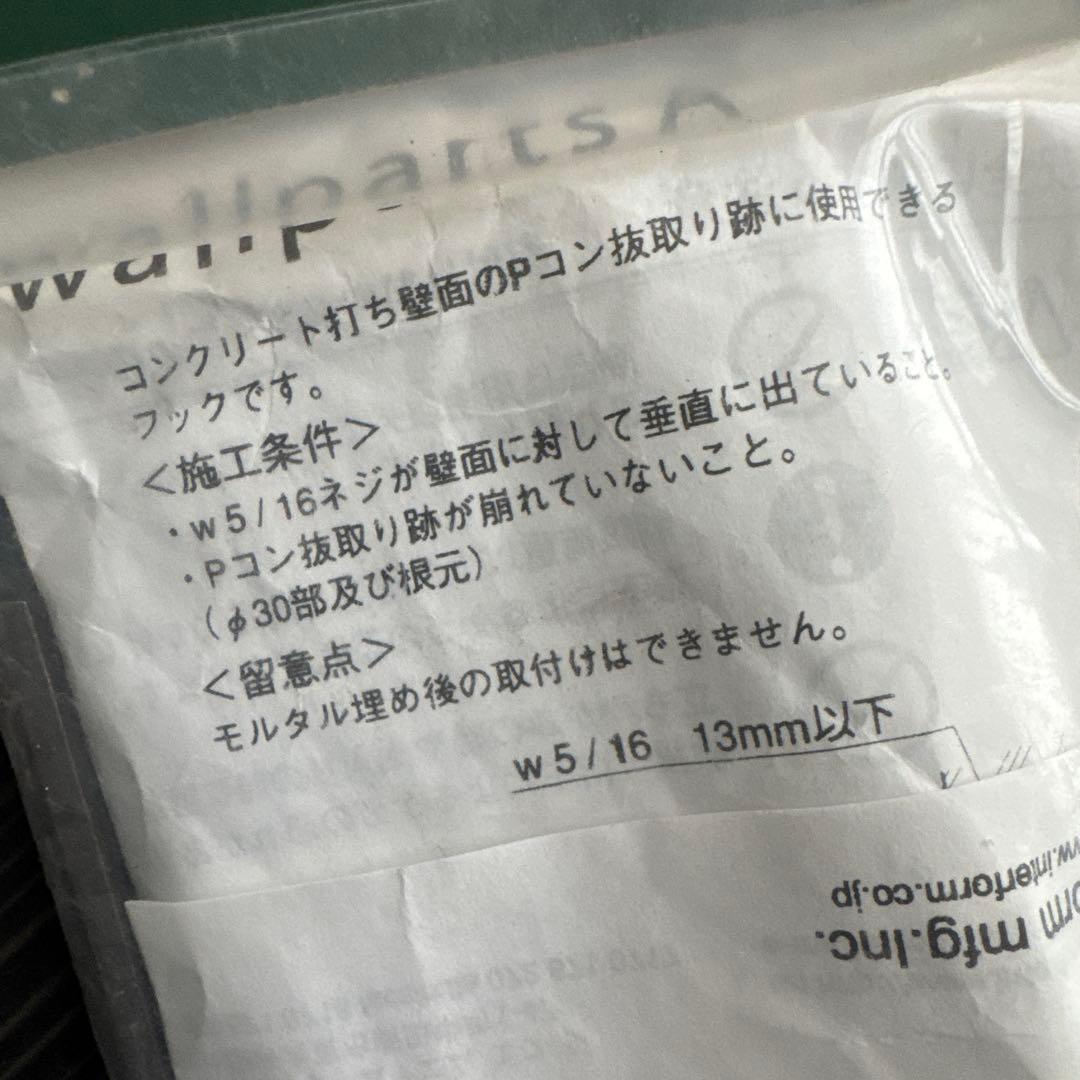 wallparts
コンクリート打ち壁面のPコン抜取り跡に使用できる
フックです。
＜施工条件＞
・w5/16ネジが壁面に対して垂直に出ていること。
・Pコン抜取り跡が崩れていないこと。
（φ30部及び根元）
＜留意点＞
モルタル埋め後の取付けはできません。
w5/16 13mm以下
mfg.Inc.
www.interform.co.jp